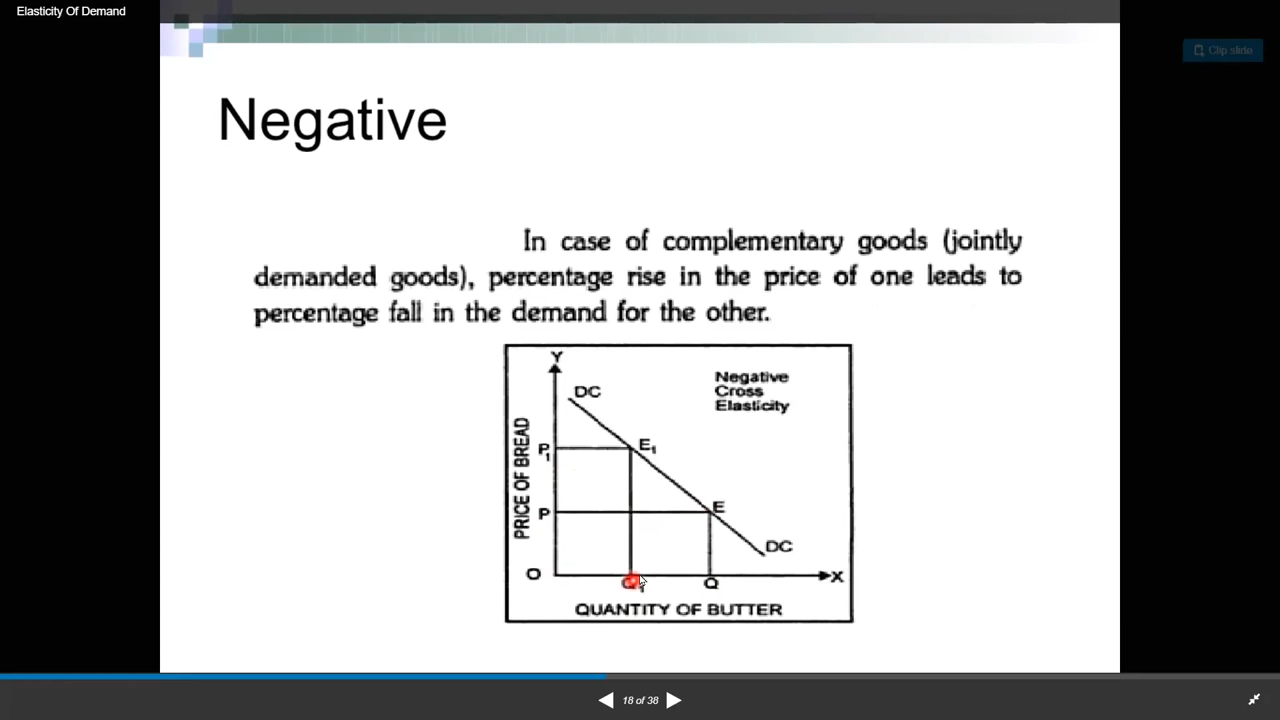 Elasticity Of Demand
Clip slide
Negative
In case of complementary goods (jointly
demanded goods), percentage rise in the price of one leads to
percentage fall in the demand for the other.
Y
DC
Negative
Cross
Elasticity
PRICE OF BREAD
P1
E1
P
E
DC
O
Q1
Q
X
QUANTITY OF BUTTER
18 of 38